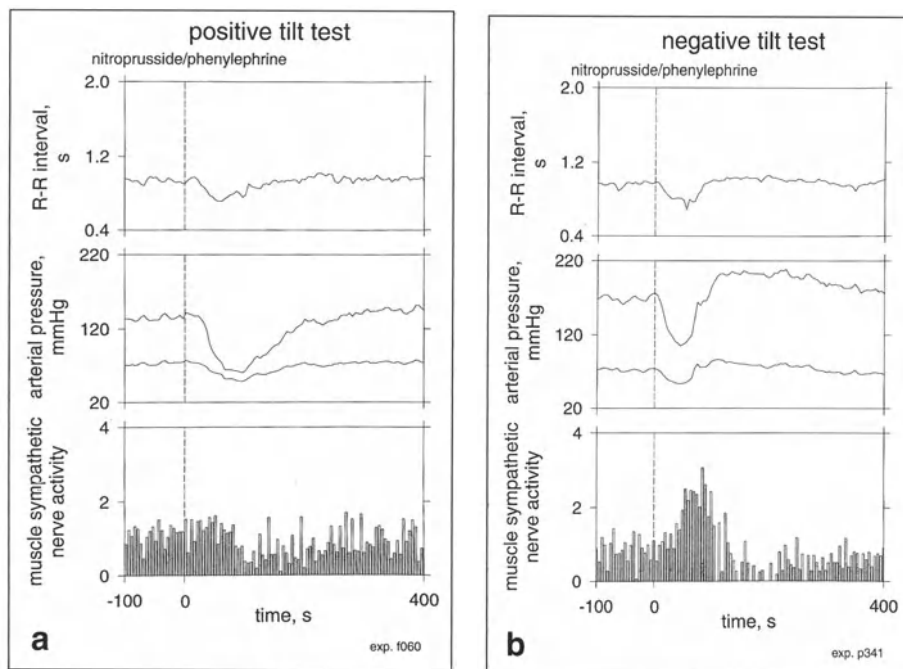 positive tilt test
nitroprusside/phenylephrine
2.0
1.2
0.4
R-R interval,
s
220
120
20
arterial pressure,
mmHg
4
2
0
muscle sympathetic
nerve activity
-100 0 400
time, s
a
exp. f060
negative tilt test
nitroprusside/phenylephrine
2.0
1.2
0.4
R-R interval,
s
220
120
20
arterial pressure,
mmHg
4
2
0
muscle sympathetic
nerve activity
-100 0 400
time, s
b
exp. p341